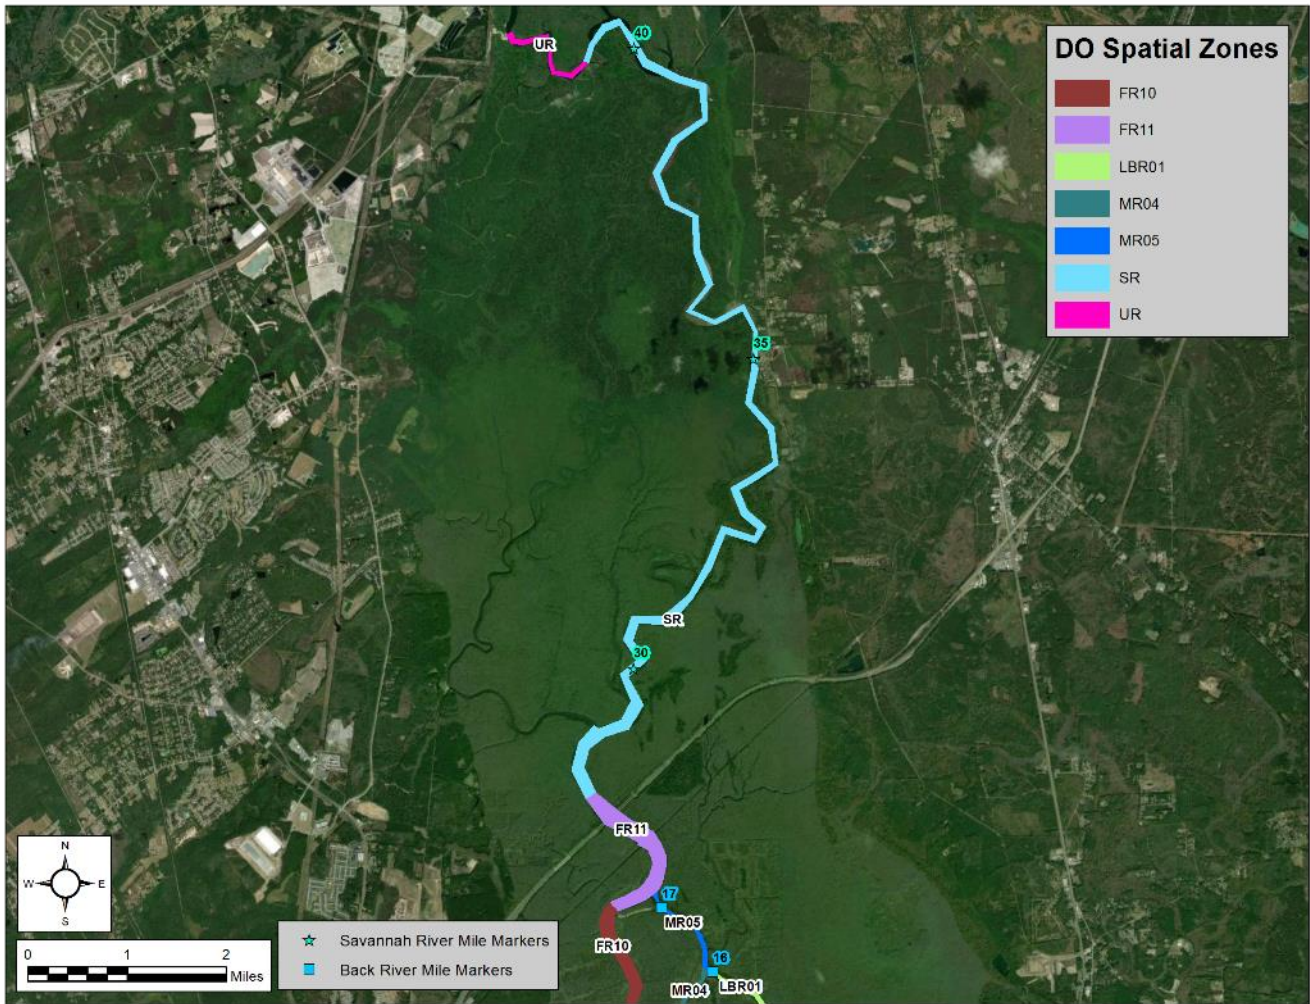 UR
40
DO Spatial Zones
FR10
FR11
LBR01
MR04
MR05
SR
UR
35
SR
30
FR11
17
MR05
FR10
16
MR04
LBR01
N
W
E
S
0
1
2
Miles
Savannah River Mile Markers
Back River Mile Markers